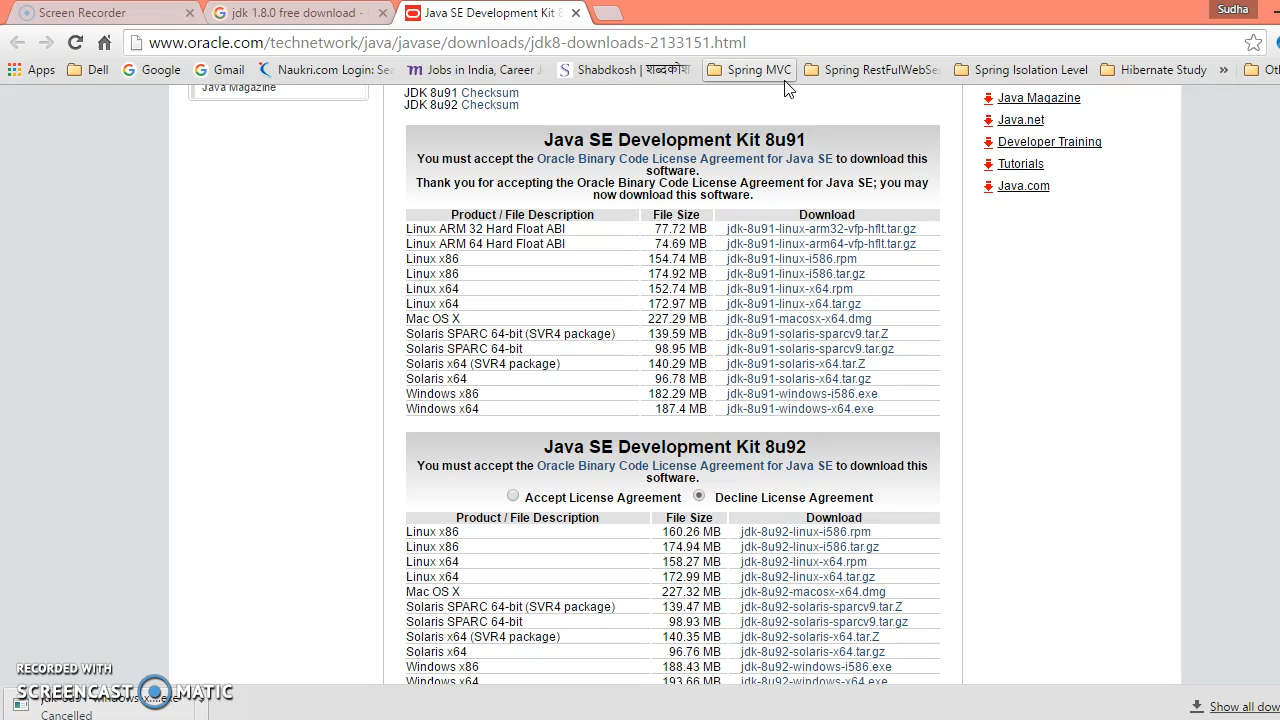 Screen Recorder
jdk 1.8.0 free download -
Java SE Development Kit 8
Sudha
www.oracle.com/technetwork/java/javase/downloads/jdk8-downloads-2133151.html
Apps
Dell
Google
Gmail
Naukri.com Login: Sea
Jobs in India, Career J
Shabdkosh | शब्दकोश
Spring MVC
Spring RestfulWebSe
Spring Isolation Level
Hibernate Study
»
Java Magazine
JDK 8u91 Checksum
JDK 8u92 Checksum
Java SE Development Kit 8u91
You must accept the Oracle Binary Code License Agreement for Java SE to download this
software.
Thank you for accepting the Oracle Binary Code License Agreement for Java SE; you may
now download this software.
Product / File Description File Size Download
Linux ARM 32 Hard Float ABI 77.72 MB jdk-8u91-linux-arm32-vfp-hflt.tar.gz
Linux ARM 64 Hard Float ABI 74.69 MB jdk-8u91-linux-arm64-vfp-hflt.tar.gz
Linux x86 154.74 MB jdk-8u91-linux-i586.rpm
Linux x86 174.92 MB jdk-8u91-linux-i586.tar.gz
Linux x64 152.74 MB jdk-8u91-linux-x64.rpm
Linux x64 172.97 MB jdk-8u91-linux-x64.tar.gz
Mac OS X 227.29 MB jdk-8u91-macosx-x64.dmg
Solaris SPARC 64-bit (SVR4 package) 139.59 MB jdk-8u91-solaris-sparcv9.tar.Z
Solaris SPARC 64-bit 98.95 MB jdk-8u91-solaris-sparcv9.tar.gz
Solaris x64 (SVR4 package) 140.29 MB jdk-8u91-solaris-x64.tar.Z
Solaris x64 96.78 MB jdk-8u91-solaris-x64.tar.gz
Windows x86 182.29 MB jdk-8u91-windows-i586.exe
Windows x64 187.4 MB jdk-8u91-windows-x64.exe
Java SE Development Kit 8u92
You must accept the Oracle Binary Code License Agreement for Java SE to download this
software.
Accept License Agreement Decline License Agreement
Product / File Description File Size Download
Linux x86 160.26 MB jdk-8u92-linux-i586.rpm
Linux x86 174.94 MB jdk-8u92-linux-i586.tar.gz
Linux x64 158.27 MB jdk-8u92-linux-x64.rpm
Linux x64 172.99 MB jdk-8u92-linux-x64.tar.gz
Mac OS X 227.32 MB jdk-8u92-macosx-x64.dmg
Solaris SPARC 64-bit (SVR4 package) 139.47 MB jdk-8u92-solaris-sparcv9.tar.Z
Solaris SPARC 64-bit 98.93 MB jdk-8u92-solaris-sparcv9.tar.gz
Solaris x64 (SVR4 package) 140.35 MB jdk-8u92-solaris-x64.tar.Z
Solaris x64 96.76 MB jdk-8u92-solaris-x64.tar.gz
Windows x86 188.43 MB jdk-8u92-windows-i586.exe
Windows x64 193.66 MB jdk-8u92-windows-x64.exe
Java Magazine
Java.net
Developer Training
Tutorials
Java.com
RECORDED WITH
SCREENCAST MATIC
Cancelled
Show all dow